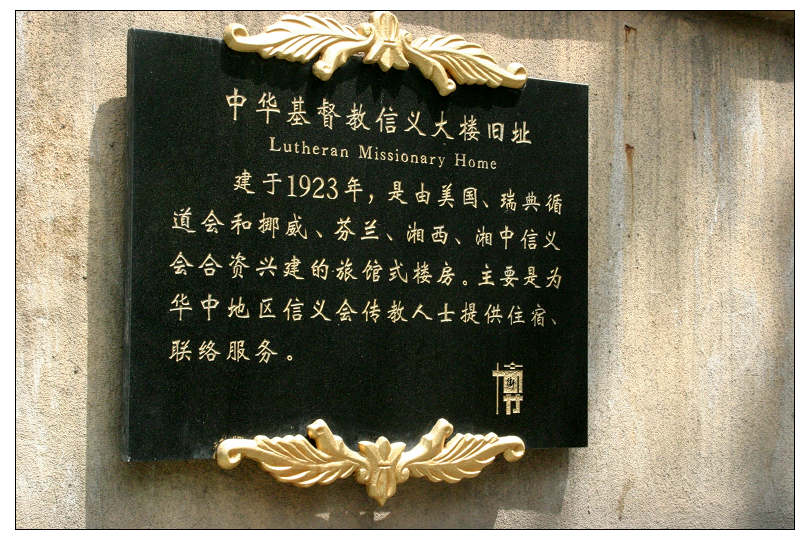 中华基督教信义大楼旧址
Lutheran Missionary Home
建于1923年，是由美国、瑞典循
道会和挪威、芬兰、湘西、湘中信义
会合资兴建的旅馆式楼房。主要是为
华中地区信义会传教人士提供住宿、
联络服务。